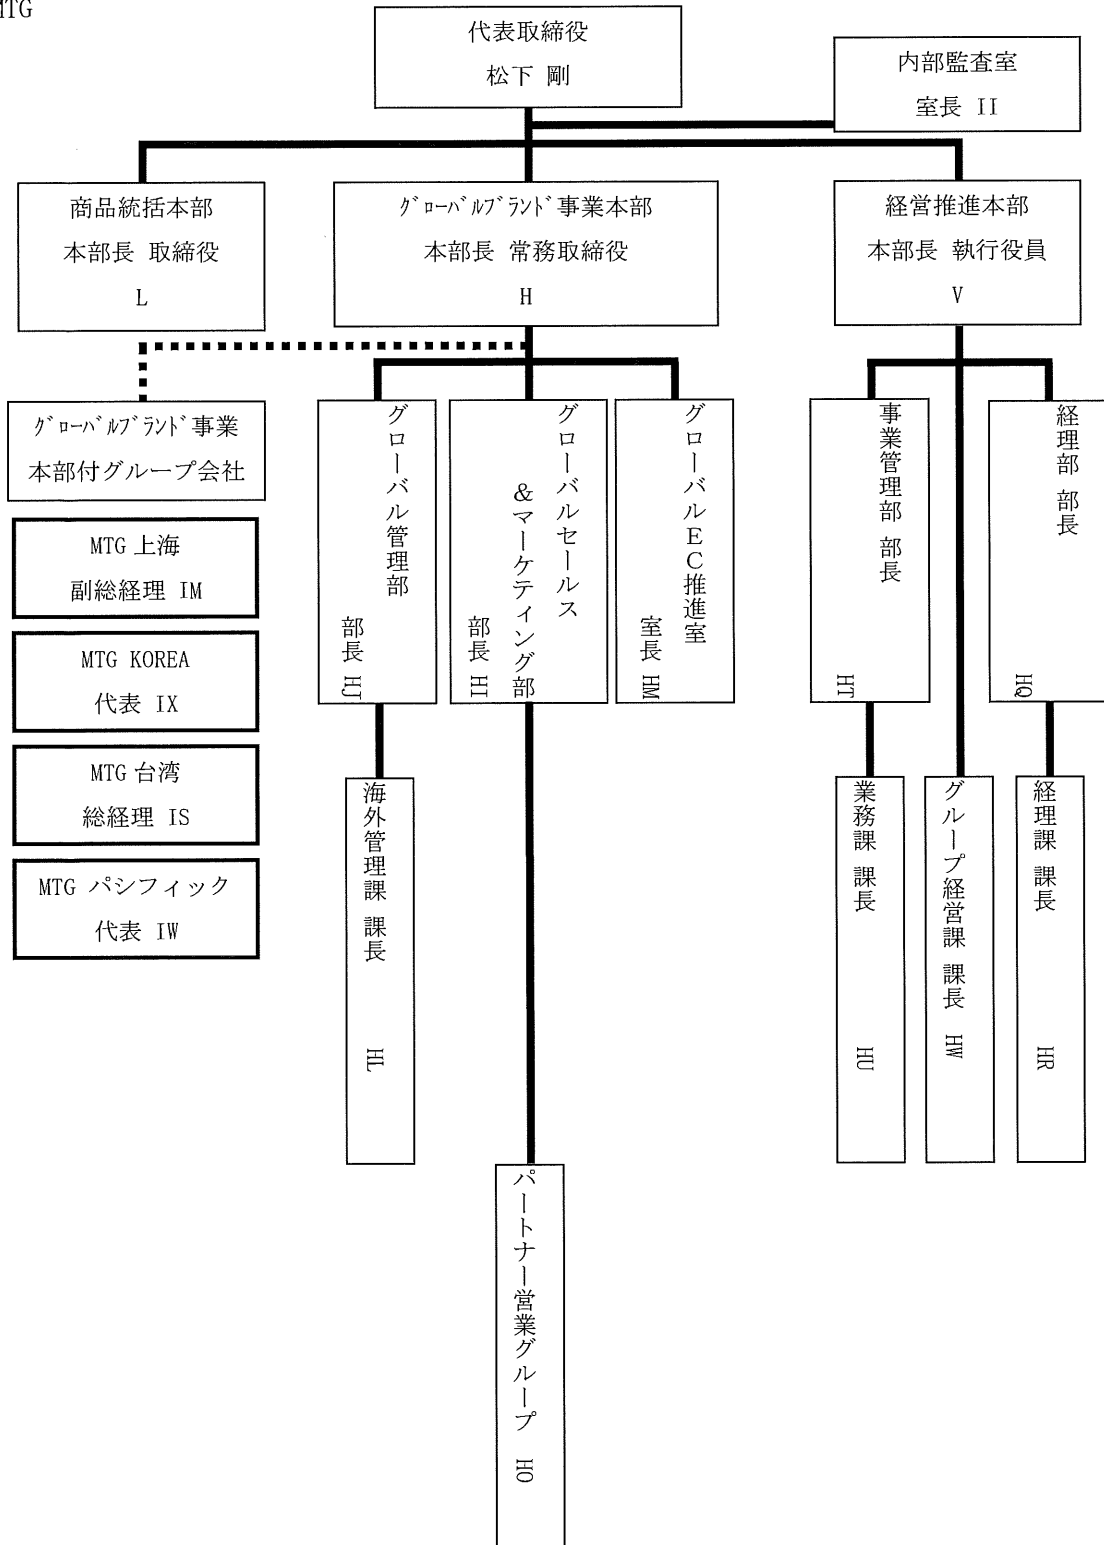 MTG
代表取締役
松下 剛
内部監査室
室長 II
商品統括本部
本部長 取締役
L
グローバルブランド事業本部
本部長 常務取締役
H
経営推進本部
本部長 執行役員
V
グローバルブランド事業
本部付グループ会社
MTG 上海
副総経理 IM
MTG KOREA
代表 IX
MTG 台湾
総経理 IS
MTG パシフィック
代表 IW
グローバル管理部
部長 HJ
グローバルセールス
&マーケティング部
部長 HI
グローバルEC推進室
室長 HM
事業管理部 部長
HT
経理部 部長
HQ
海外管理課 課長 HL
業務課 課長 HU
グループ経営課 課長 HW
経理課 課長 HR
パートナー営業グループ HO